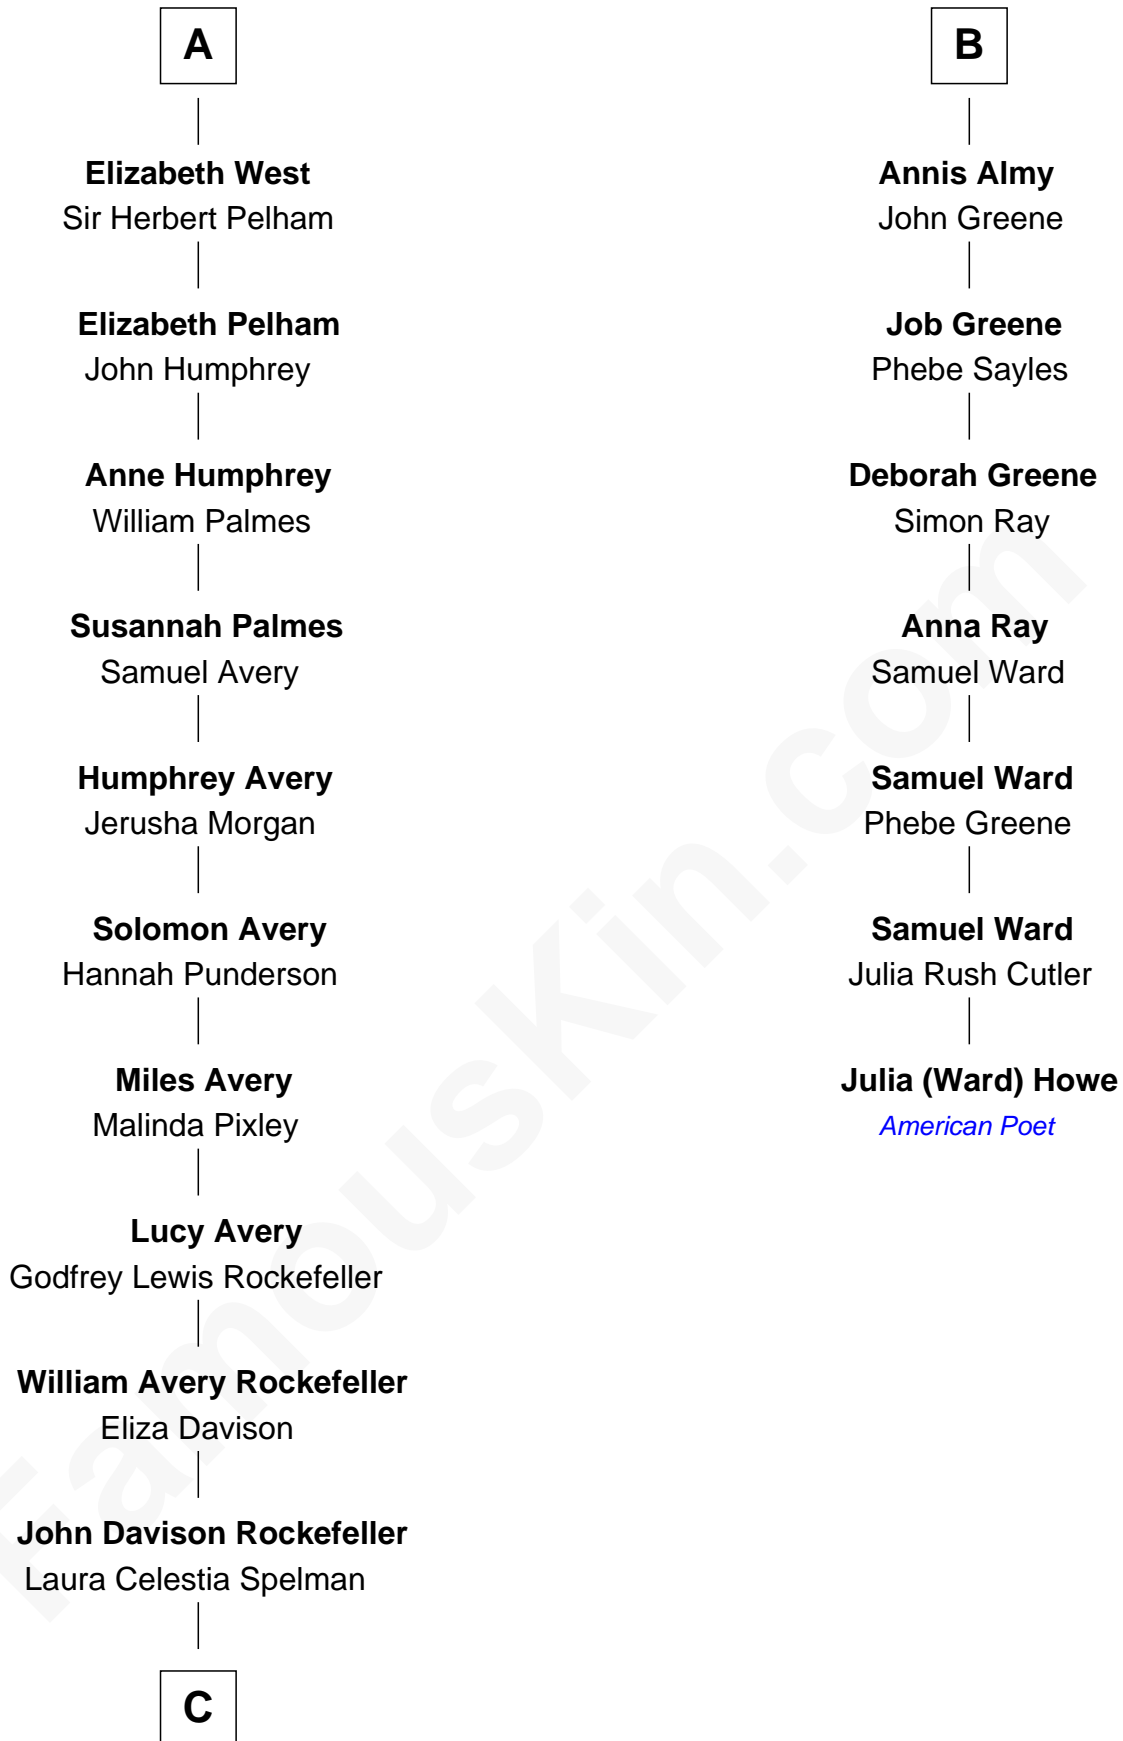 A
Elizabeth West
Sir Herbert Pelham
Elizabeth Pelham
John Humphrey
Anne Humphrey
William Palmes
Susannah Palmes
Samuel Avery
Humphrey Avery
Jerusha Morgan
Solomon Avery
Hannah Punderson
Miles Avery
Malinda Pixley
Lucy Avery
Godfrey Lewis Rockefeller
William Avery Rockefeller
Eliza Davison
John Davison Rockefeller
Laura Celestia Spelman
C
B
Annis Almy
John Greene
Job Greene
Phebe Sayles
Deborah Greene
Simon Ray
Anna Ray
Samuel Ward
Samuel Ward
Phebe Greene
Samuel Ward
Julia Rush Cutler
Julia (Ward) Howe
American Poet
FamousKin.com